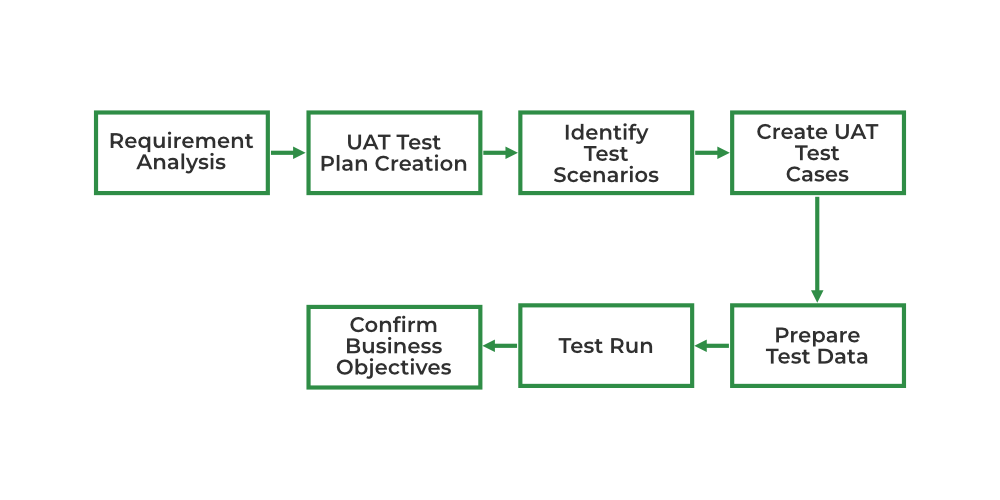 Requirement
Analysis
UAT Test
Plan Creation
Identify
Test
Scenarios
Create UAT
Test
Cases
Prepare
Test Data
Test Run
Confirm
Business
Objectives